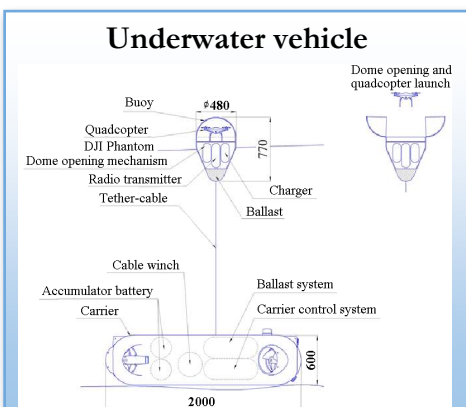 Underwater vehicle
Dome opening and
quadcopter launch
Buoy
ϕ480
Quadcopter
DJI Phantom
Dome opening mechanism
770
Radio transmitter
Charger
Tether-cable
Ballast
Cable winch
Ballast system
Accumulator battery
Carrier
Carrier control system
600
2000